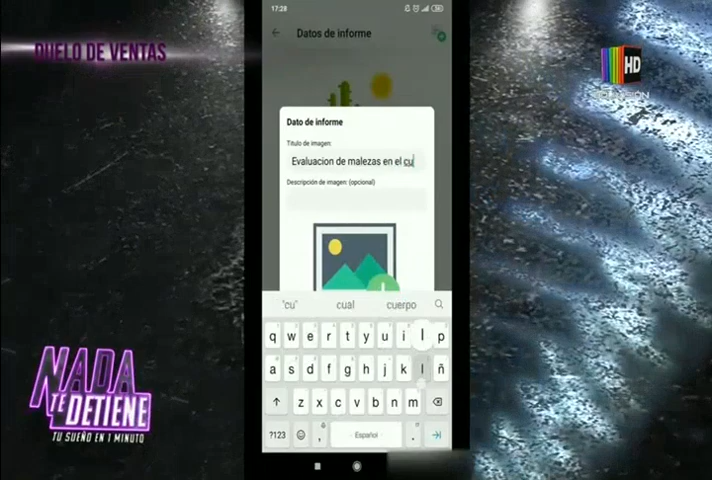 17:28
DUELO DE VENTAS
Datos de informe
HD
Dato de informe
Titulo de imagen:
Evaluacion de malezas en el cu
Descripción de imagen: (opcional)
"cu" cual cuerpo
q w e r t y u i l p
a s d f g h j k l ñ
z x c v b n m
?123 , Español .
NADA
TE DETIENE
TU SUEÑO EN 1 MINUTO